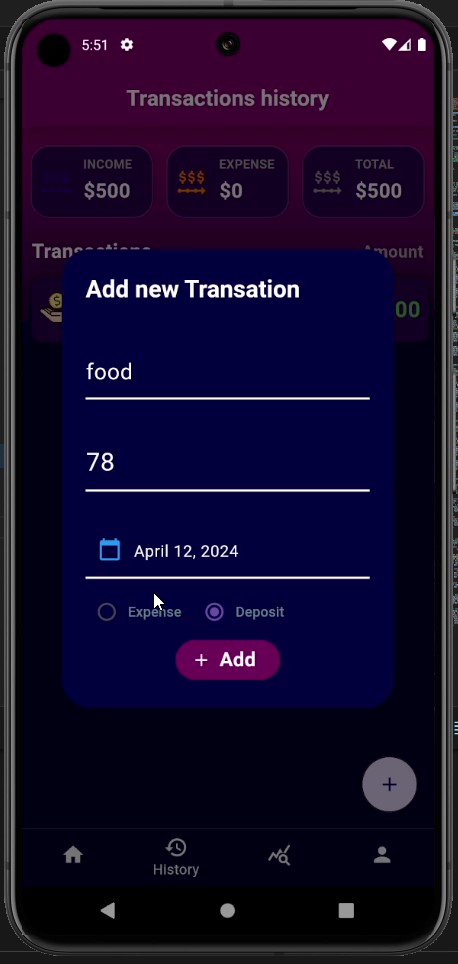 5:51
Transactions history
INCOME
$500
EXPENSE
$0
TOTAL
$500
Transactions
Amount
00
Add new Transation
food
78
April 12, 2024
Expense
Deposit
+ Add
+
History